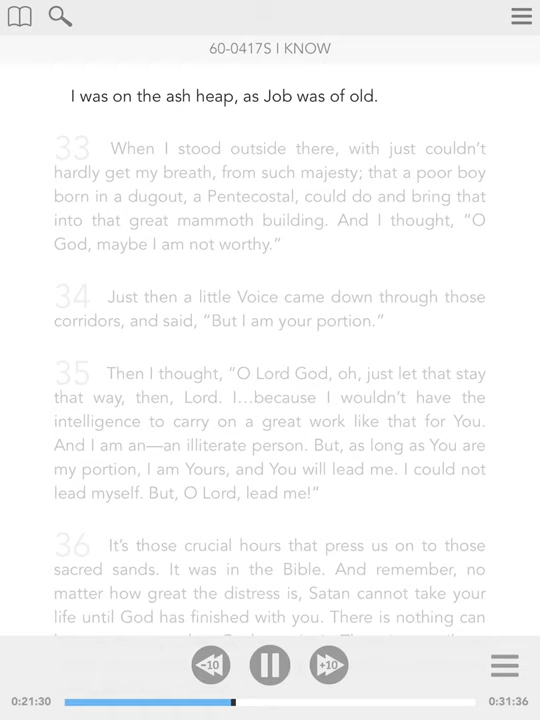 60-0417S I KNOW
I was on the ash heap, as Job was of old.
33 When I stood outside there, with just couldn't
hardly get my breath, from such majesty; that a poor boy
born in a dugout, a Pentecostal, could do and bring that
into that great mammoth building. And I thought, “O
God, maybe I am not worthy.”
34 Just then a little Voice came down through those
corridors, and said, “But I am your portion.”
35 Then I thought, “O Lord God, oh, just let that stay
that way, then, Lord. I…because I wouldn't have the
intelligence to carry on a great work like that for You.
And I am an—an illiterate person. But, as long as You are
my portion, I am Yours, and You will lead me. I could not
lead myself. But, O Lord, lead me!”
36 It's those crucial hours that press us on to those
sacred sands. It was in the Bible. And remember, no
matter how great the distress is, Satan cannot take your
life until God has finished with you. There is nothing can
-10 +10
0:21:30 0:31:36